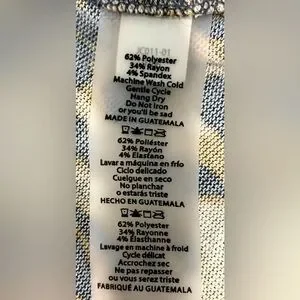 JC011-01
62% Polyester
34% Rayon
4% Spandex
Machine Wash Cold
Gentle Cycle
Hang Dry
Do Not Iron
or you'll be sad
MADE IN GUATEMALA
62% Poliéster
34% Rayón
4% Elastano
Lavar a máquina en frío
Ciclo delicado
Cuelgue en seco
No planchar
o estarás triste
HECHO EN GUATEMALA
62% Polyester
34% Rayonne
4% Elasthanne
Lavage en machine à froid
Cycle délicat
Accrochez sec
Ne pas repasser
ou vous serez triste
FABRIQUÉ AU GUATEMALA